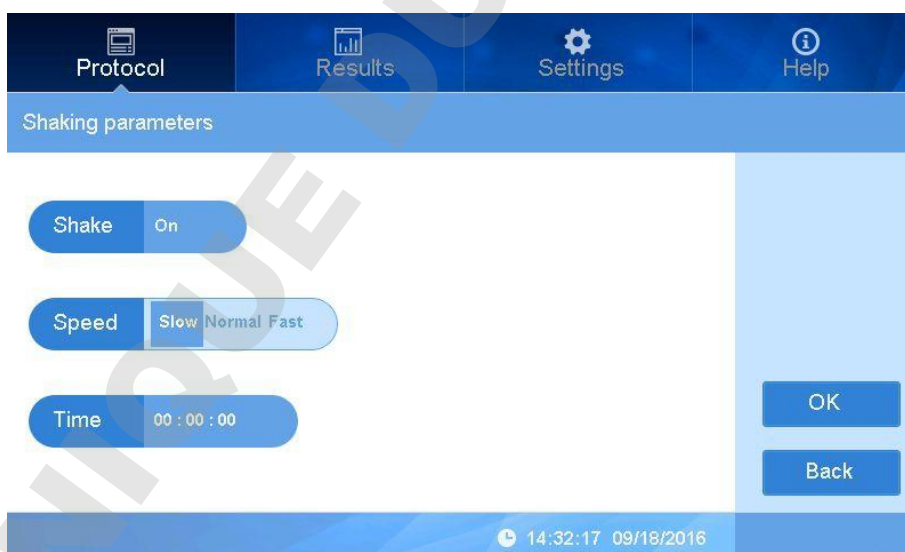 Protocol Results Settings Help
Shaking parameters
Shake On
Speed Slow Normal Fast
Time 00 : 00 : 00
OK
Back
14:32:17 09/18/2016